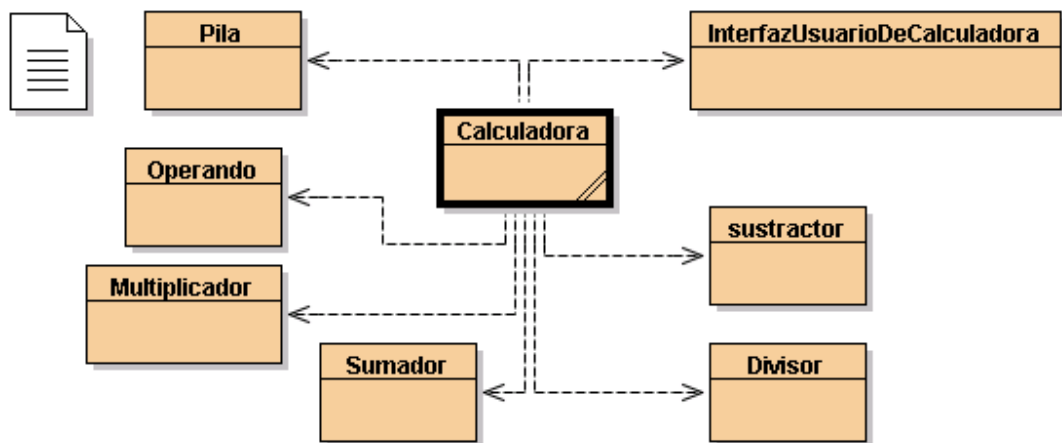 Pila
InterfazUsuarioDeCalculadora
Calculadora
Operando
sustractor
Multiplicador
Sumador
Divisor